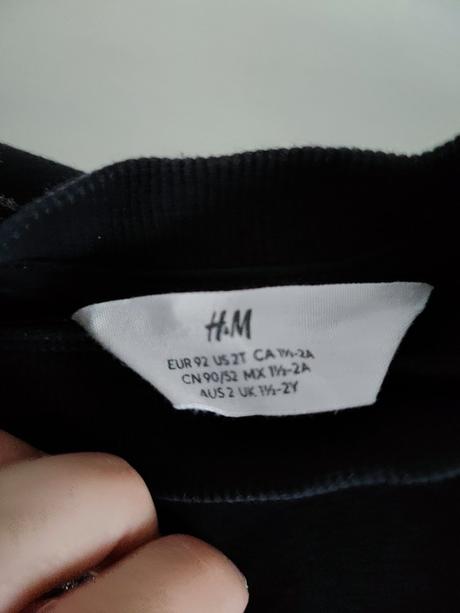 H&M
EUR 92 US 2T CA 1½-2A
CN 90/52 MX 1½-2A
AUS 2 UK 1½-2Y